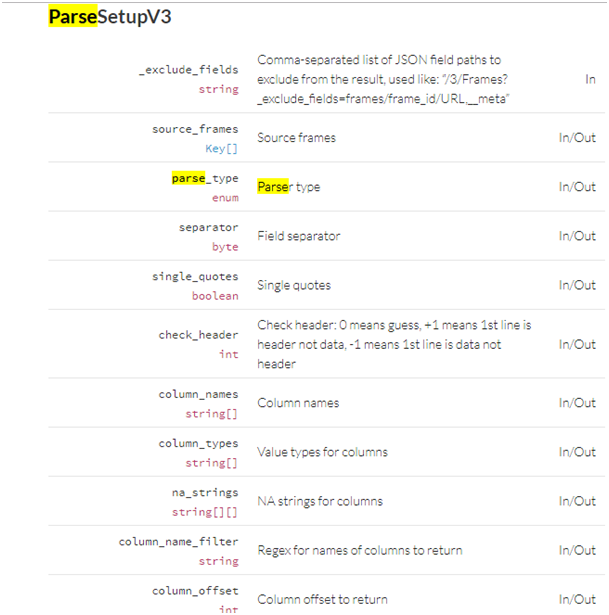 ParseSetupV3
_exclude_fields
string
Comma-separated list of JSON field paths to
exclude from the result, used like: "/3/Frames?
_exclude_fields=frames/frame_id/URL,__meta"
In
source_frames
Key[]
Source frames
In/Out
parse_type
enum
Parser type
In/Out
separator
byte
Field separator
In/Out
single_quotes
boolean
Single quotes
In/Out
check_header
int
Check header: 0 means guess, +1 means 1st line is
header not data, -1 means 1st line is data not
header
In/Out
column_names
string[]
Column names
In/Out
column_types
string[]
Value types for columns
In/Out
na_strings
string[][]
NA strings for columns
In/Out
column_name_filter
string
Regex for names of columns to return
In/Out
column_offset
int
Column offset to return
In/Out